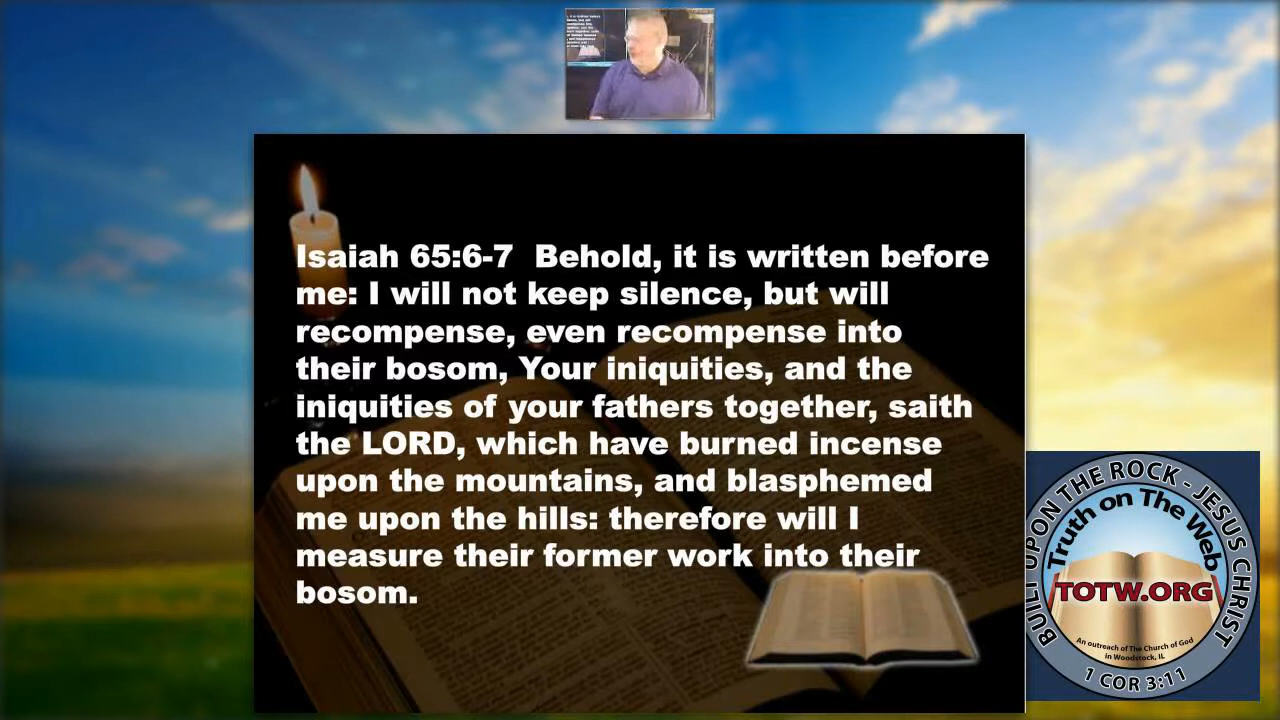 Isaiah 65:6-7  Behold, it is written before
me: I will not keep silence, but will
recompense, even recompense into
their bosom, Your iniquities, and the
iniquities of your fathers together, saith
the LORD, which have burned incense
upon the mountains, and blasphemed
me upon the hills: therefore will I
measure their former work into their
bosom.
BUILT UPON THE ROCK - JESUS CHRIST
Truth on The Web
TOTW.ORG
An outreach of The Church of God
in Woodstock, IL
1 COR 3:11